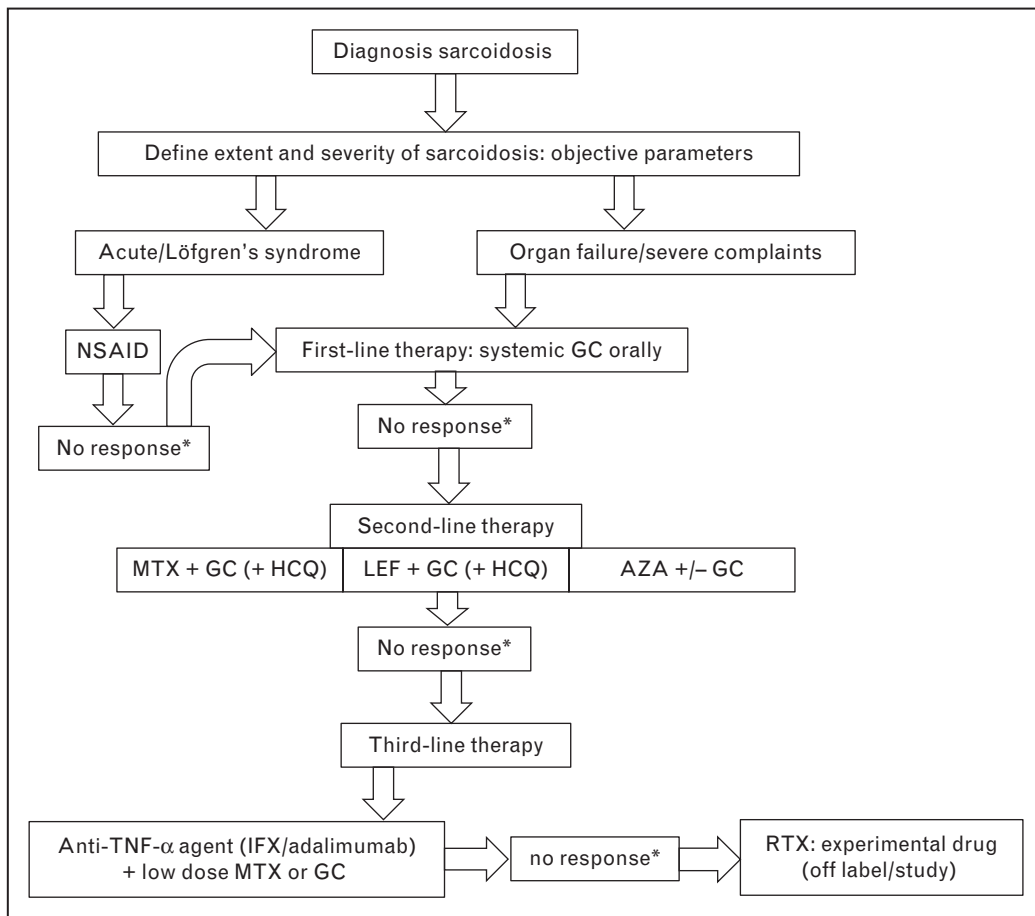 Diagnosis sarcoidosis
Define extent and severity of sarcoidosis: objective parameters
Acute/Löfgren's syndrome
Organ failure/severe complaints
NSAID
First-line therapy: systemic GC orally
No response*
No response*
Second-line therapy
MTX + GC (+ HCQ)
LEF + GC (+ HCQ)
AZA +/– GC
No response*
Third-line therapy
Anti-TNF-α agent (IFX/adalimumab)
+ low dose MTX or GC
no response*
RTX: experimental drug
(off label/study)